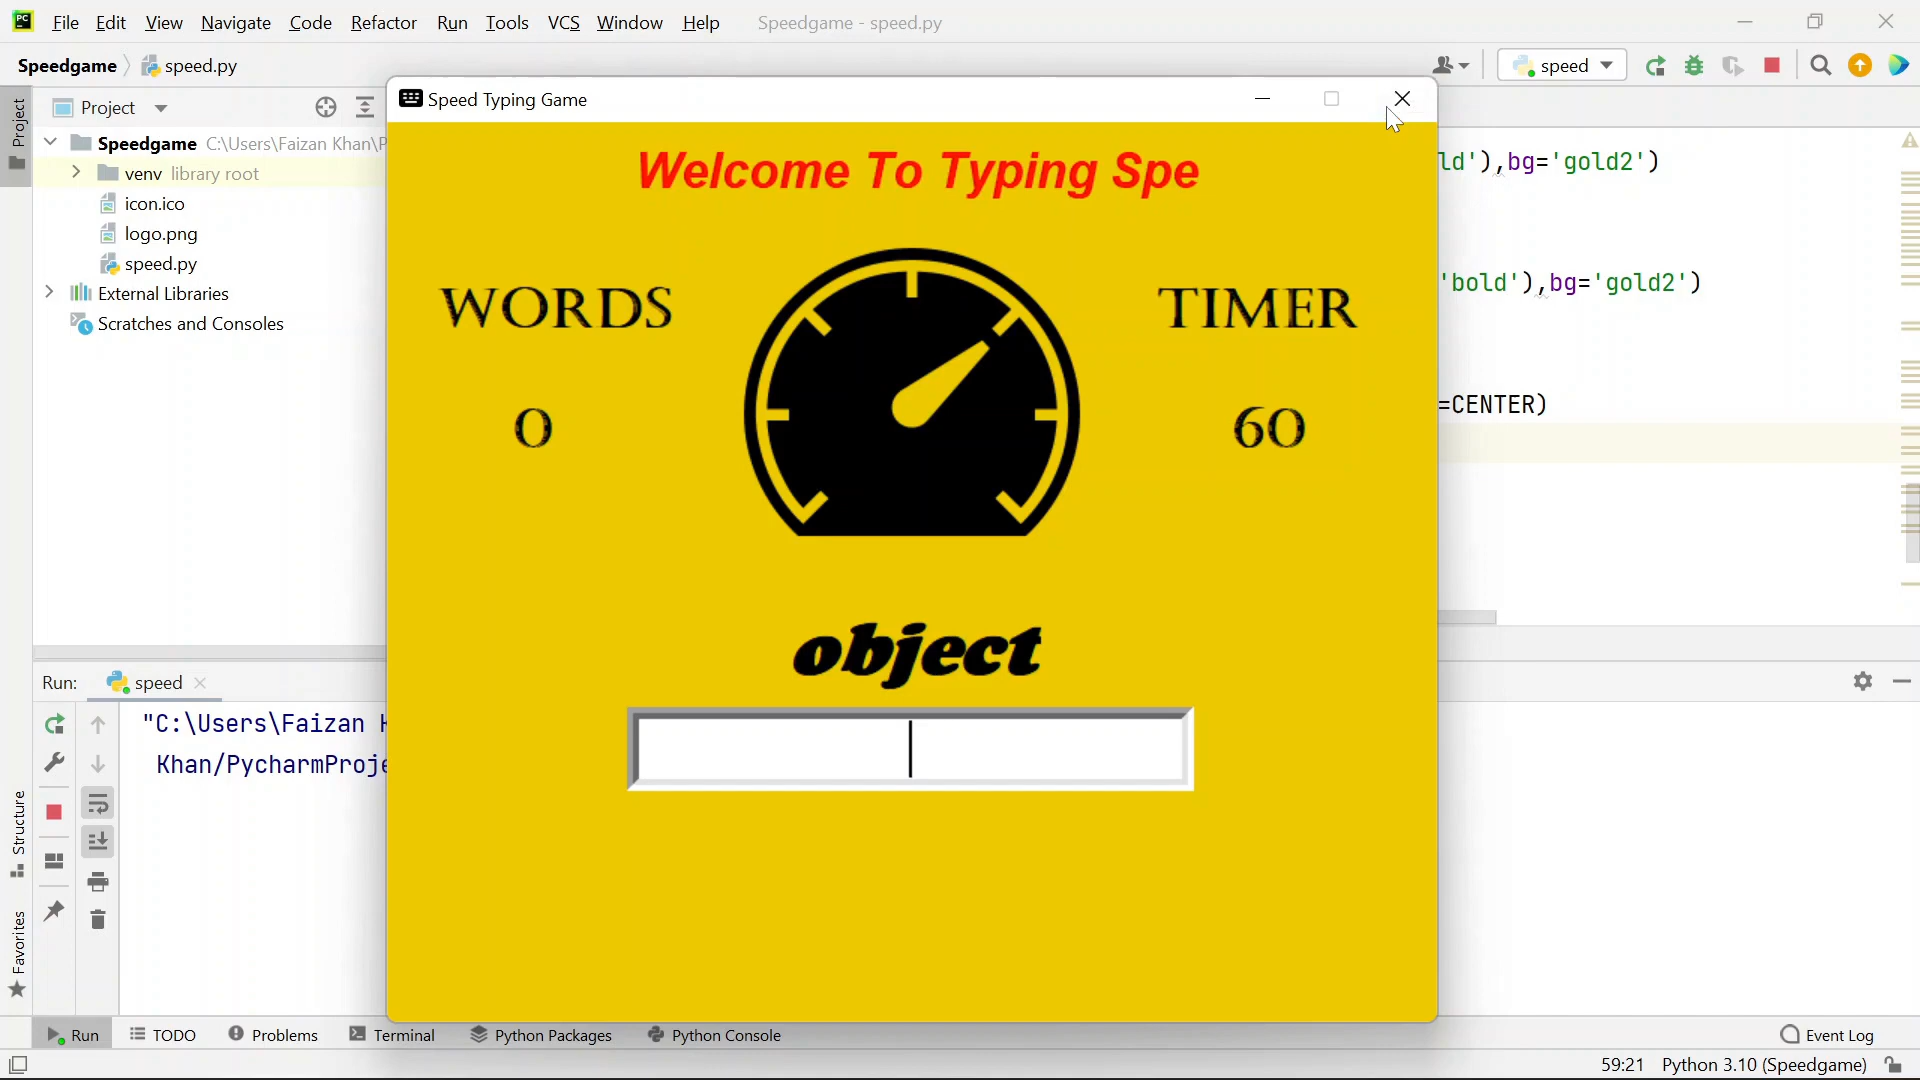 File Edit View Navigate Code Refactor Run Tools VCS Window Help Speedgame - speed.py
Speedgame speed.py speed
Project Project
Speed Typing Game
Speedgame C:\Users\Faizan Khan\P
venv library root
icon.ico
logo.png
speed.py
External Libraries
Scratches and Consoles
ld'),bg='gold2')
'bold'),bg='gold2')
=CENTER)
Welcome To Typing Spe
WORDS TIMER
0 60
object
Run: speed
"C:\Users\Faizan K
Khan/PycharmProje
Structure
Favorites
Run TODO Problems Terminal Python Packages Python Console Event Log
59:21 Python 3.10 (Speedgame)